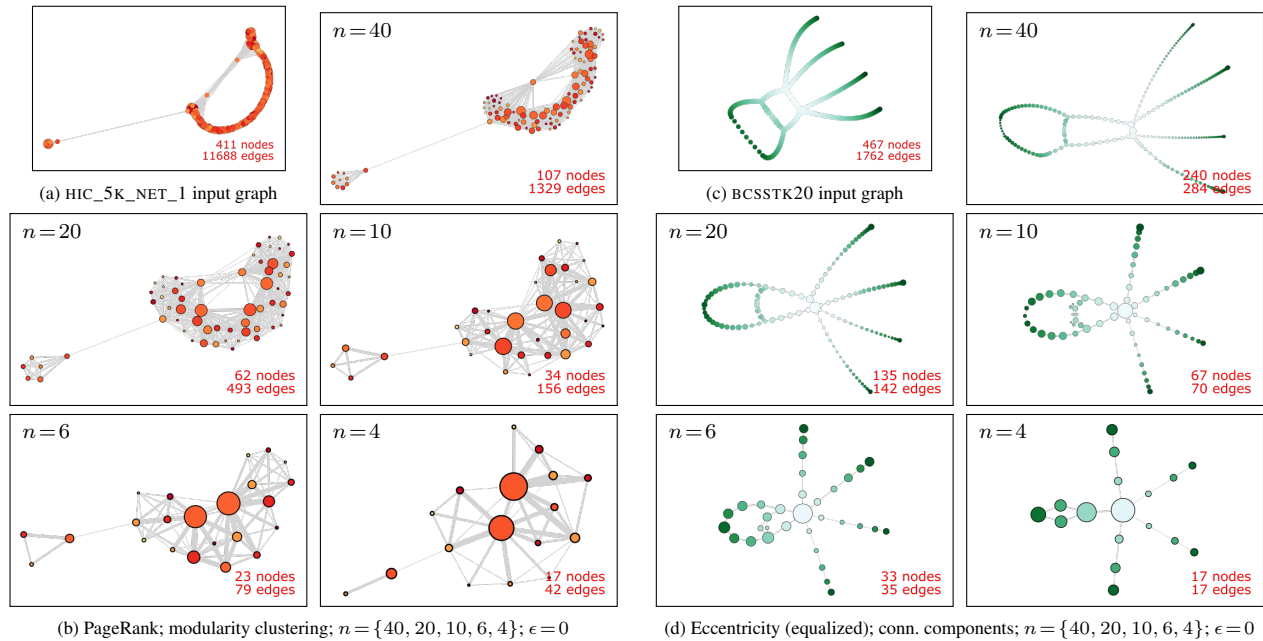 411 nodes
11688 edges
(a) HIC_5K_NET_1 input graph
n=40
107 nodes
1329 edges
467 nodes
1762 edges
(c) BCSSTK20 input graph
n=40
240 nodes
284 edges
n=20
62 nodes
493 edges
n=10
34 nodes
156 edges
n=20
135 nodes
142 edges
n=10
67 nodes
70 edges
n=6
23 nodes
79 edges
n=4
17 nodes
42 edges
n=6
33 nodes
35 edges
n=4
17 nodes
17 edges
(b) PageRank; modularity clustering; n={40, 20, 10, 6, 4}; ϵ=0
(d) Eccentricity (equalized); conn. components; n={40, 20, 10, 6, 4}; ϵ=0